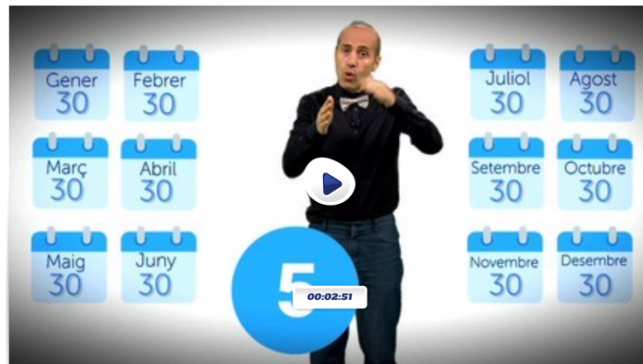 Gener
30
Febrer
30
Març
30
Abril
30
Maig
30
Juny
30
Juliol
30
Agost
30
Setembre
30
Octubre
30
Novembre
30
Desembre
30
5
00:02:51